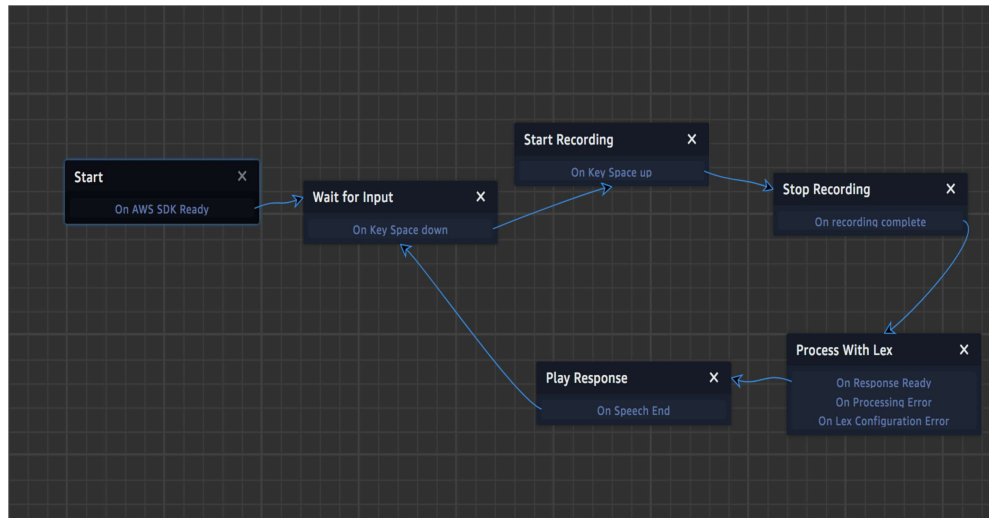 Start X
On AWS SDK Ready
Wait for Input X
On Key Space down
Start Recording X
On Key Space up
Stop Recording X
On recording complete
Process With Lex X
On Response Ready
On Processing Error
On Lex Configuration Error
Play Response X
On Speech End